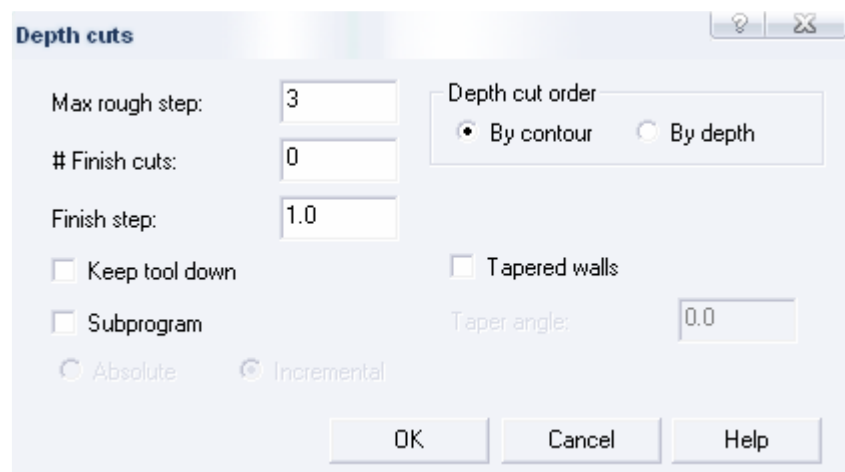 Depth cuts
Max rough step: 3
# Finish cuts: 0
Finish step: 1.0
Depth cut order
By contour By depth
Keep tool down
Subprogram
Absolute Incremental
Tapered walls
Taper angle: 0.0
OK Cancel Help